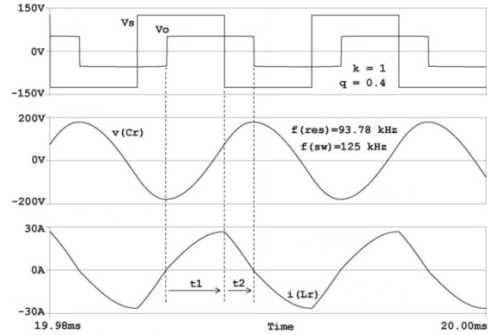 150V
Vs
Vo
0V
k = 1
q = 0.4
-150V
200V
v(Cr)
f(res)=93.78 kHz
f(sw)=125 kHz
0V
-200V
30A
0A
t1
t2
i(Lr)
-30A
19.98ms
Time
20.00ms